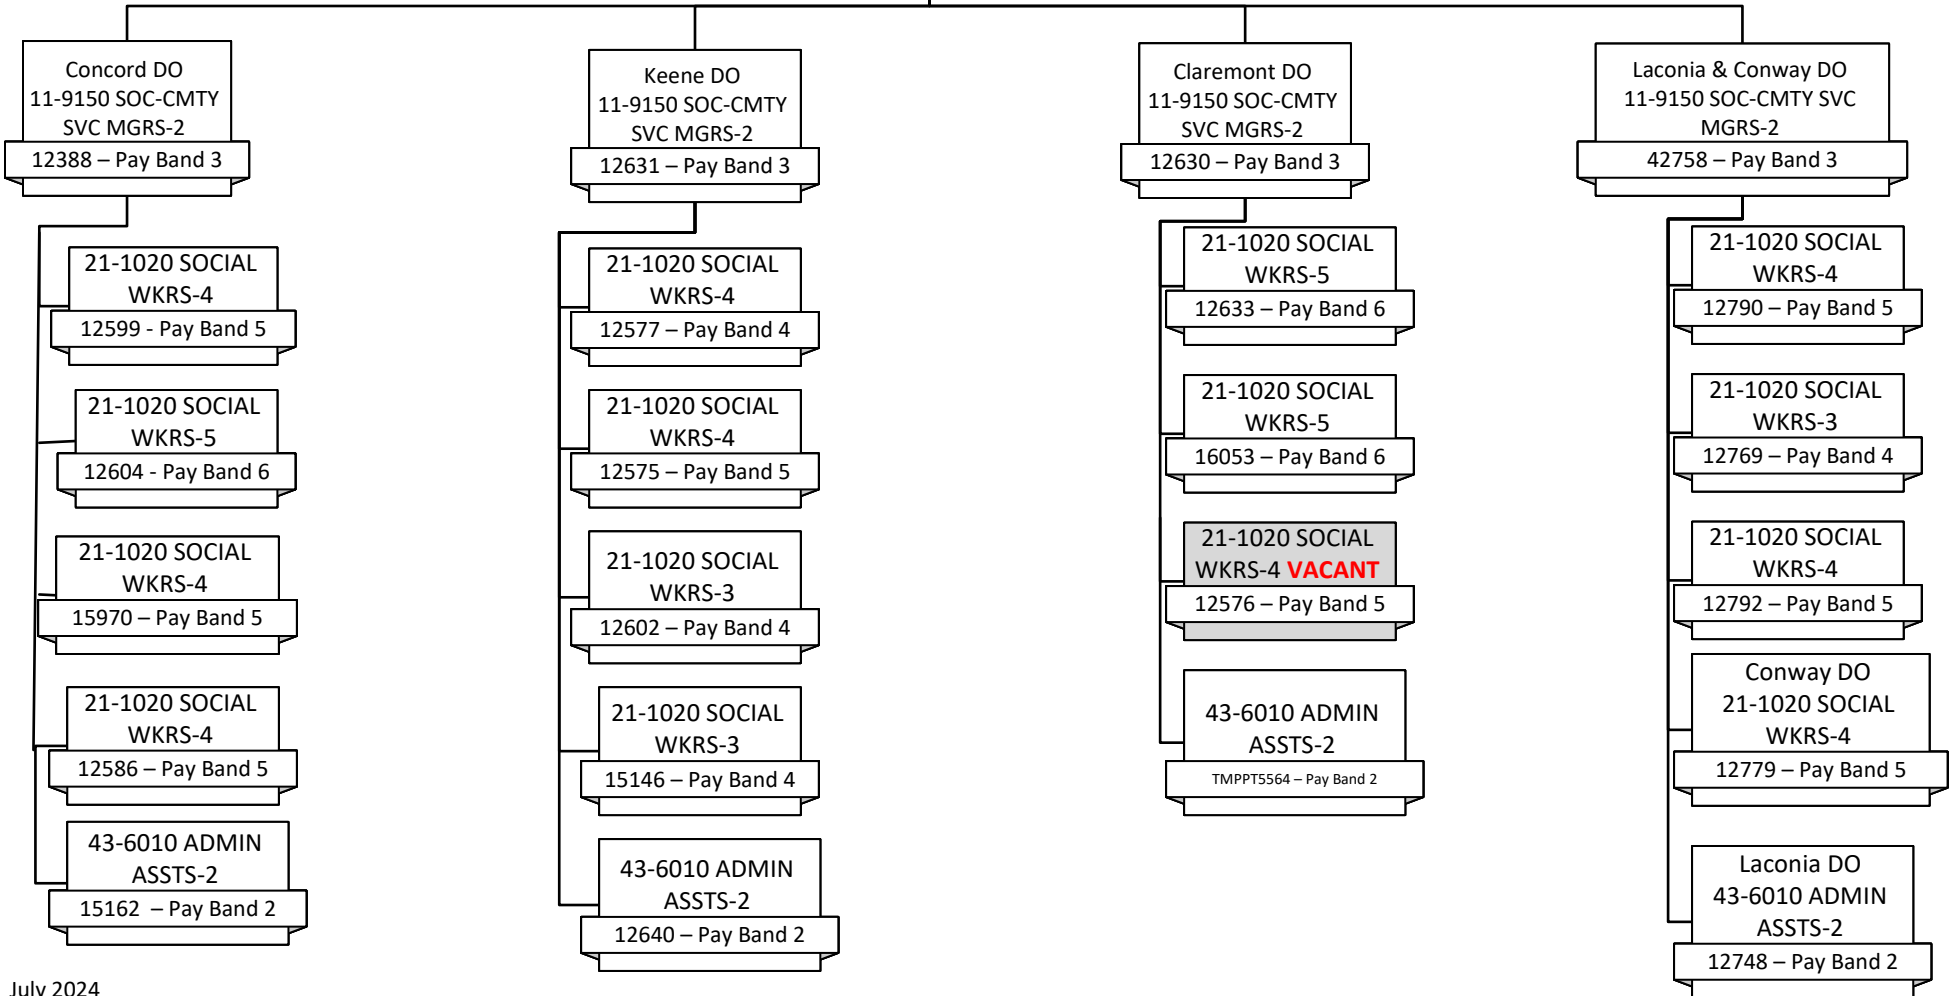 Concord DO
11-9150 SOC-CMTY
SVC MGRS-2
12388 – Pay Band 3
21-1020 SOCIAL
WKRS-4
12599 - Pay Band 5
21-1020 SOCIAL
WKRS-5
12604 - Pay Band 6
21-1020 SOCIAL
WKRS-4
15970 – Pay Band 5
21-1020 SOCIAL
WKRS-4
12586 – Pay Band 5
43-6010 ADMIN
ASSTS-2
15162 – Pay Band 2
Keene DO
11-9150 SOC-CMTY
SVC MGRS-2
12631 – Pay Band 3
21-1020 SOCIAL
WKRS-4
12577 – Pay Band 4
21-1020 SOCIAL
WKRS-4
12575 – Pay Band 5
21-1020 SOCIAL
WKRS-3
12602 – Pay Band 4
21-1020 SOCIAL
WKRS-3
15146 – Pay Band 4
43-6010 ADMIN
ASSTS-2
12640 – Pay Band 2
Claremont DO
11-9150 SOC-CMTY
SVC MGRS-2
12630 – Pay Band 3
21-1020 SOCIAL
WKRS-5
12633 – Pay Band 6
21-1020 SOCIAL
WKRS-5
16053 – Pay Band 6
21-1020 SOCIAL
WKRS-4 VACANT
12576 – Pay Band 5
43-6010 ADMIN
ASSTS-2
TMPPT5564 – Pay Band 2
Laconia & Conway DO
11-9150 SOC-CMTY SVC
MGRS-2
42758 – Pay Band 3
21-1020 SOCIAL
WKRS-4
12790 – Pay Band 5
21-1020 SOCIAL
WKRS-3
12769 – Pay Band 4
21-1020 SOCIAL
WKRS-4
12792 – Pay Band 5
Conway DO
21-1020 SOCIAL
WKRS-4
12779 – Pay Band 5
Laconia DO
43-6010 ADMIN
ASSTS-2
12748 – Pay Band 2
July 2024